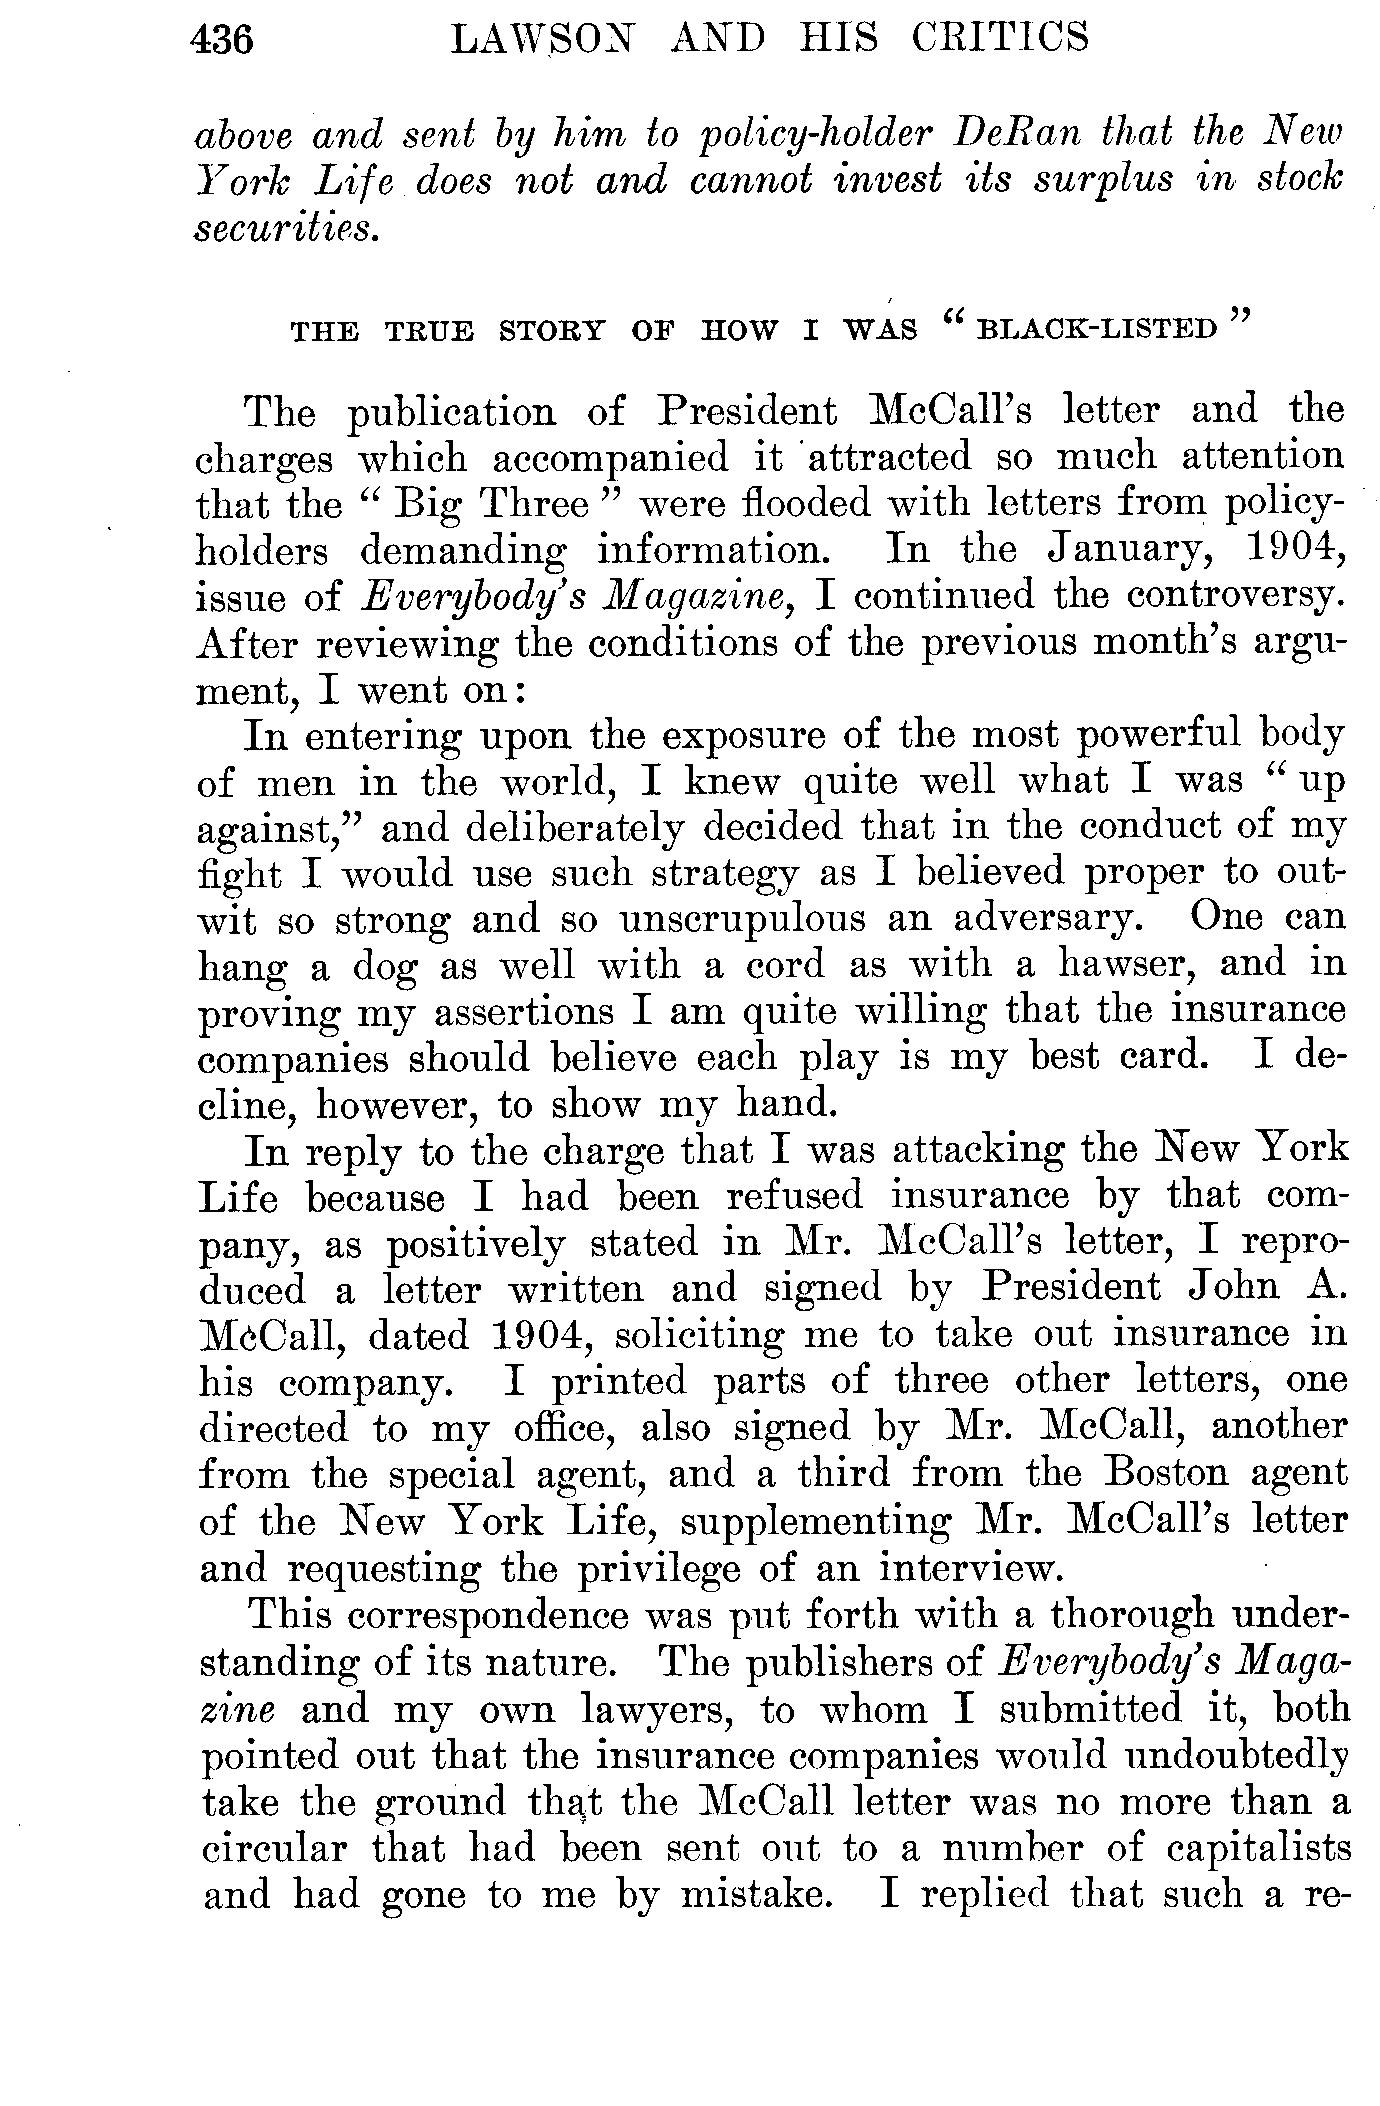 436 LAWSON AND HIS CRITICS
above and sent by him to policy-holder DeRan that the New
York Life does not and cannot invest its surplus in stock
securities.
THE TRUE STORY OF HOW I WAS “ BLACK-LISTED ”
The publication of President McCall’s letter and the
charges which accompanied it attracted so much attention
that the “ Big Three ” were flooded with letters from policy-
holders demanding information. In the January, 1904,
issue of Everybody’s Magazine, I continued the controversy.
After reviewing the conditions of the previous month’s argu-
ment, I went on:
In entering upon the exposure of the most powerful body
of men in the world, I knew quite well what I was “ up
against,” and deliberately decided that in the conduct of my
fight I would use such strategy as I believed proper to out-
wit so strong and so unscrupulous an adversary. One can
hang a dog as well with a cord as with a hawser, and in
proving my assertions I am quite willing that the insurance
companies should believe each play is my best card. I de-
cline, however, to show my hand.
In reply to the charge that I was attacking the New York
Life because I had been refused insurance by that com-
pany, as positively stated in Mr. McCall’s letter, I repro-
duced a letter written and signed by President John A.
McCall, dated 1904, soliciting me to take out insurance in
his company. I printed parts of three other letters, one
directed to my office, also signed by Mr. McCall, another
from the special agent, and a third from the Boston agent
of the New York Life, supplementing Mr. McCall’s letter
and requesting the privilege of an interview.
This correspondence was put forth with a thorough under-
standing of its nature. The publishers of Everybody’s Maga-
zine and my own lawyers, to whom I submitted it, both
pointed out that the insurance companies would undoubtedly
take the ground that the McCall letter was no more than a
circular that had been sent out to a number of capitalists
and had gone to me by mistake. I replied that such a re-